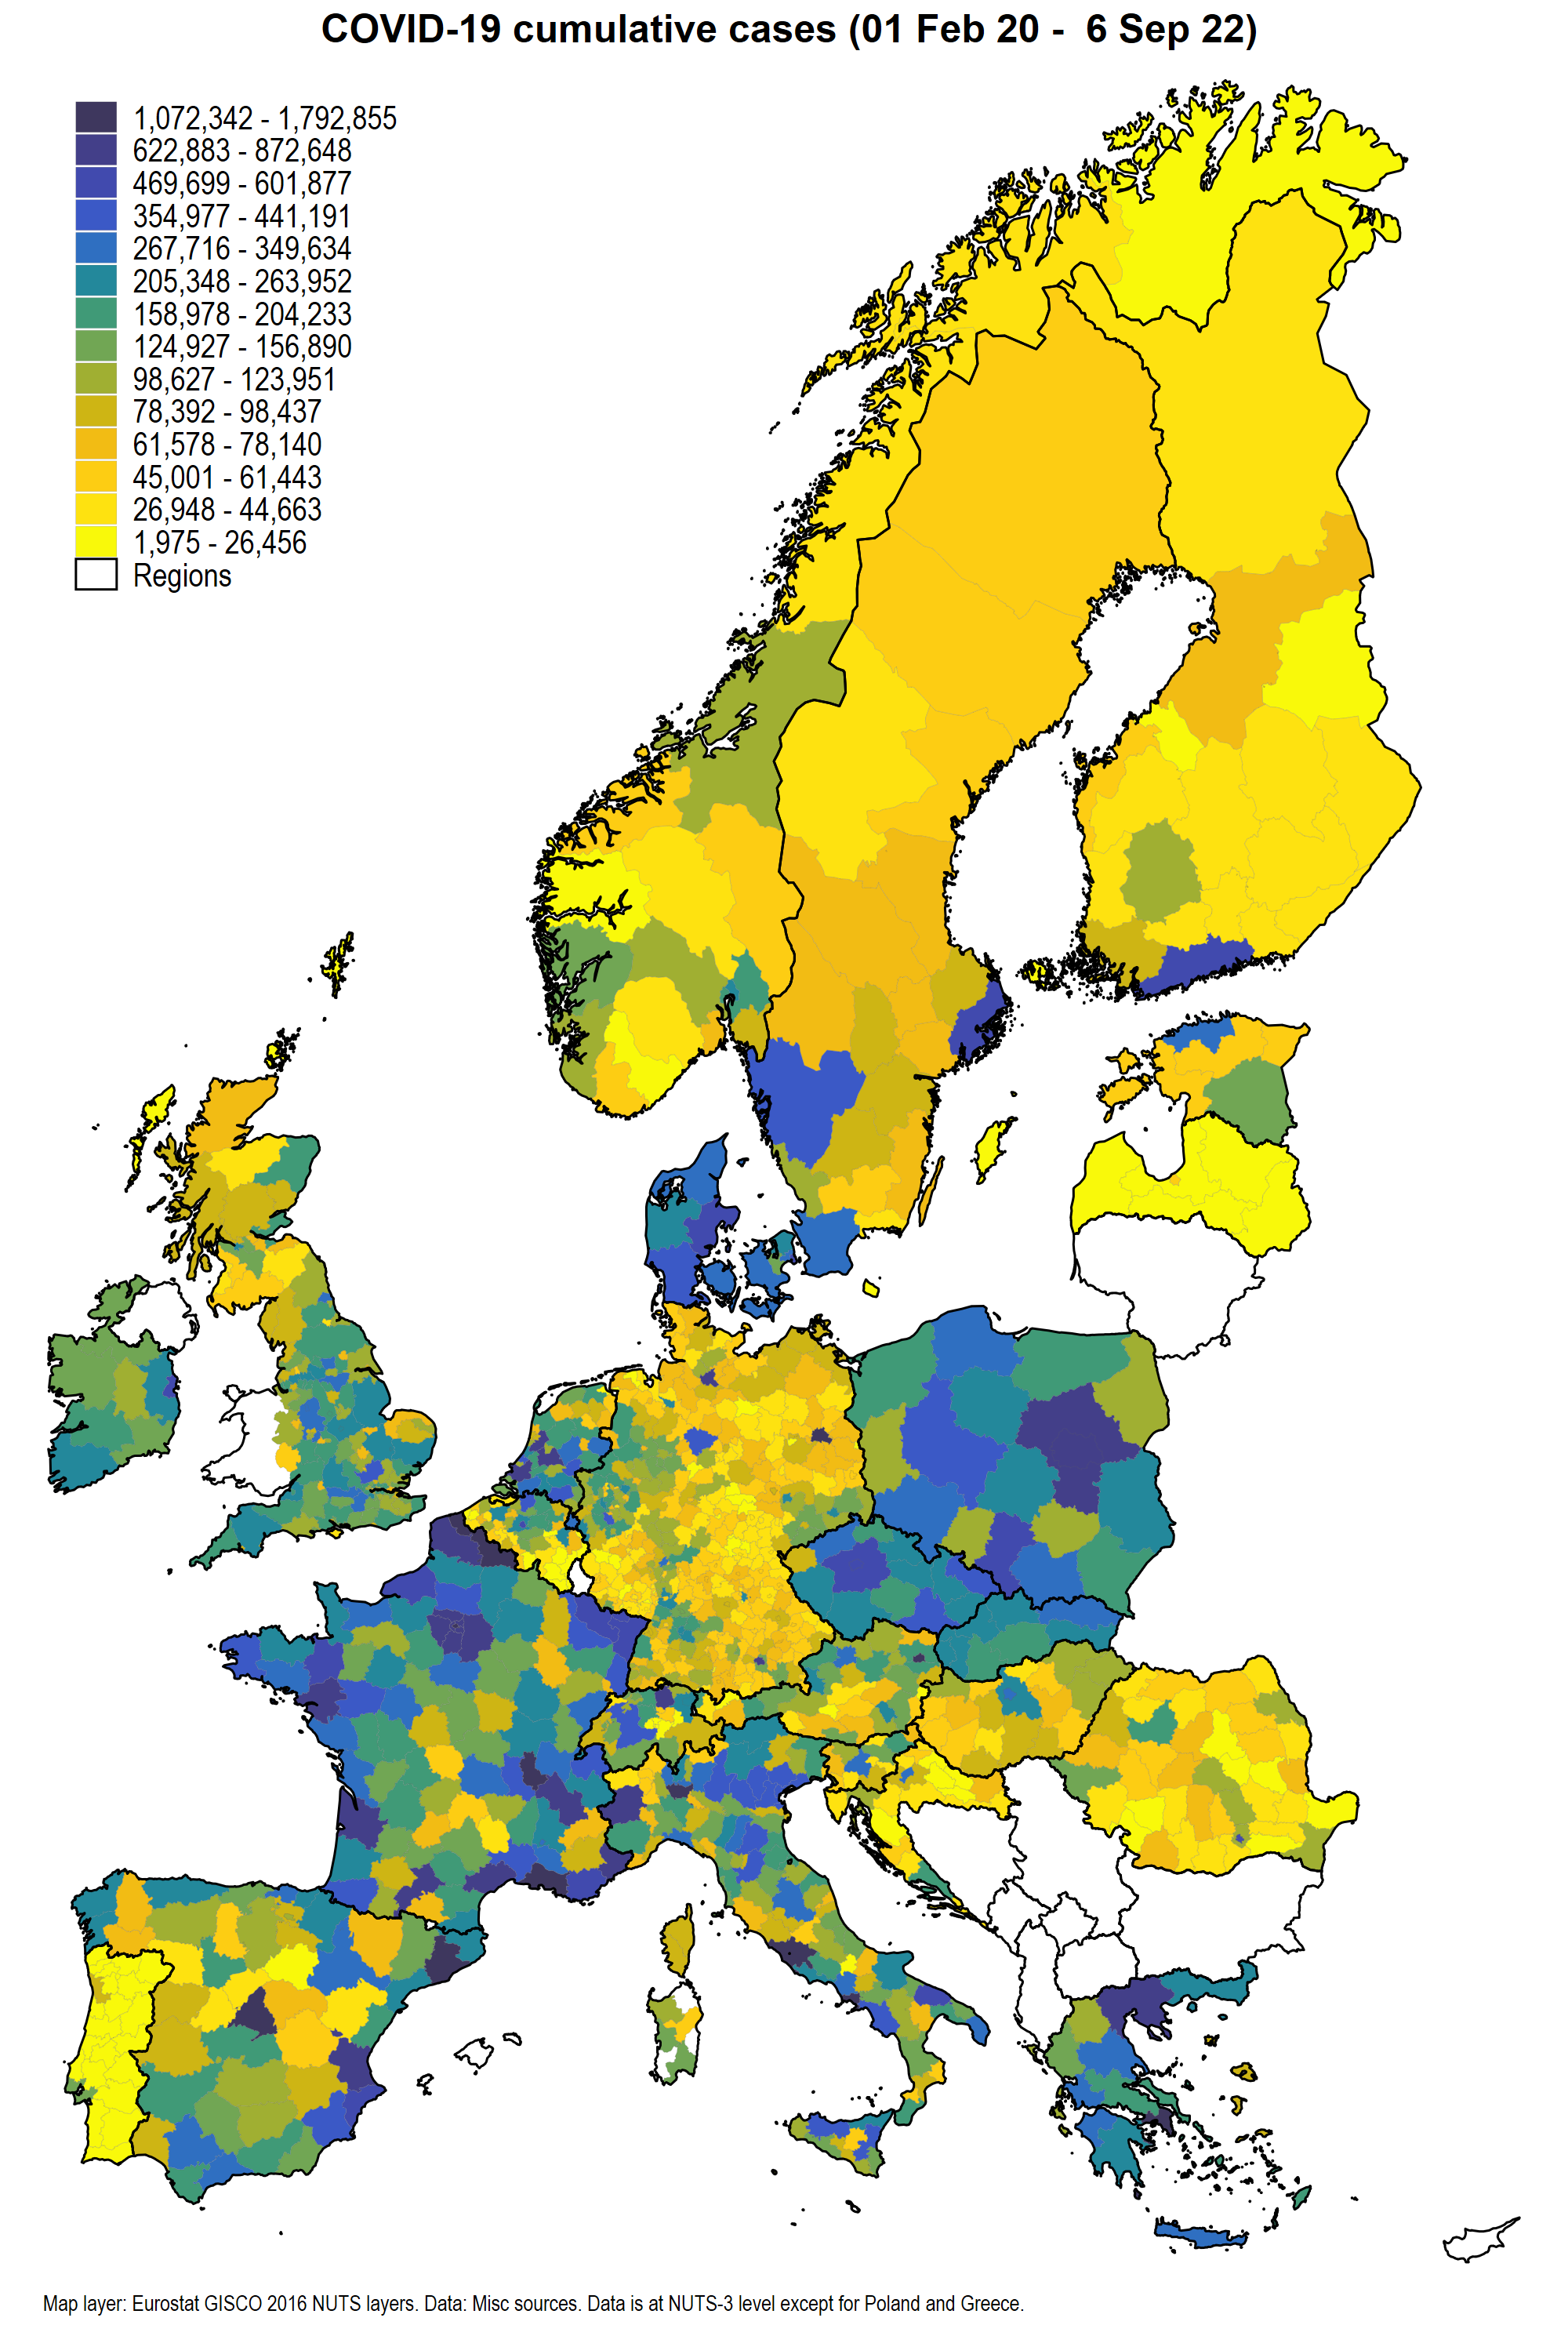 COVID-19 cumulative cases (01 Feb 20 -  6 Sep 22)
1,072,342 - 1,792,855
622,883 - 872,648
469,699 - 601,877
354,977 - 441,191
267,716 - 349,634
205,348 - 263,952
158,978 - 204,233
124,927 - 156,890
98,627 - 123,951
78,392 - 98,437
61,578 - 78,140
45,001 - 61,443
26,948 - 44,663
1,975 - 26,456
Regions
Map layer: Eurostat GISCO 2016 NUTS layers. Data: Misc sources. Data is at NUTS-3 level except for Poland and Greece.